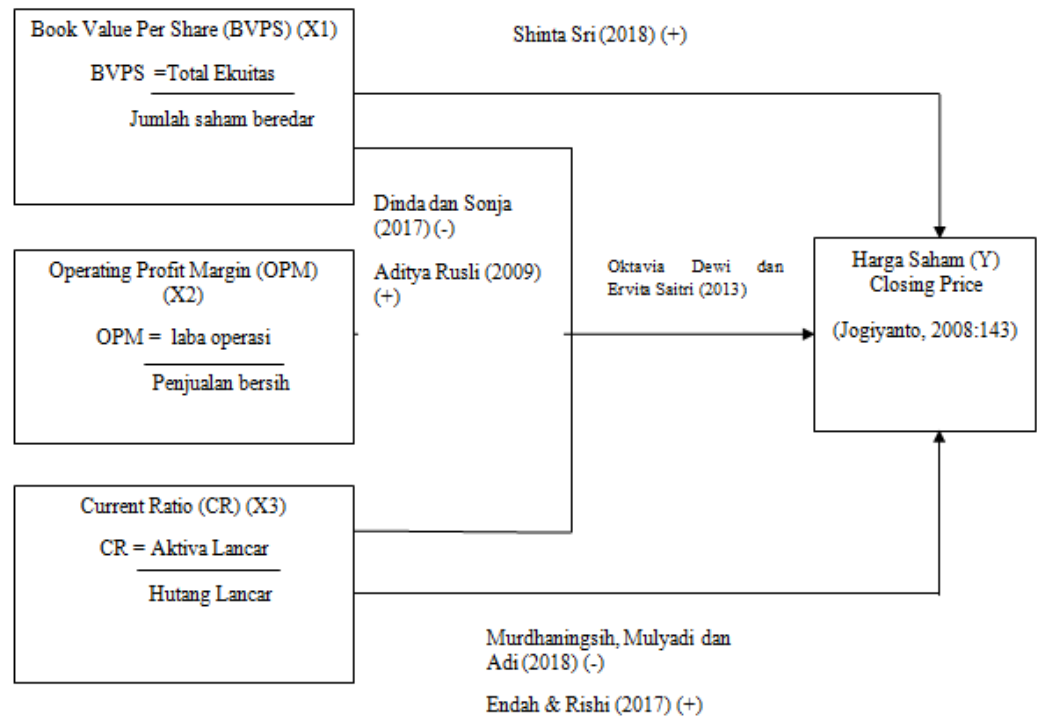 Book Value Per Share (BVPS) (X1)
BVPS =Total Ekuitas
Jumlah saham beredar
Shinta Sri (2018) (+)
Dinda dan Sonja
(2017) (-)
Aditya Rusli (2009)
(+)
Operating Profit Margin (OPM)
(X2)
OPM = laba operasi
Penjualan bersih
Oktavia Dewi dan
Ervita Saitri (2013)
Harga Saham (Y)
Closing Price
(Jogiyanto, 2008:143)
Current Ratio (CR) (X3)
CR = Aktiva Lancar
Hutang Lancar
Murdhaningsih, Mulyadi dan
Adi (2018) (-)
Endah & Rishi (2017) (+)